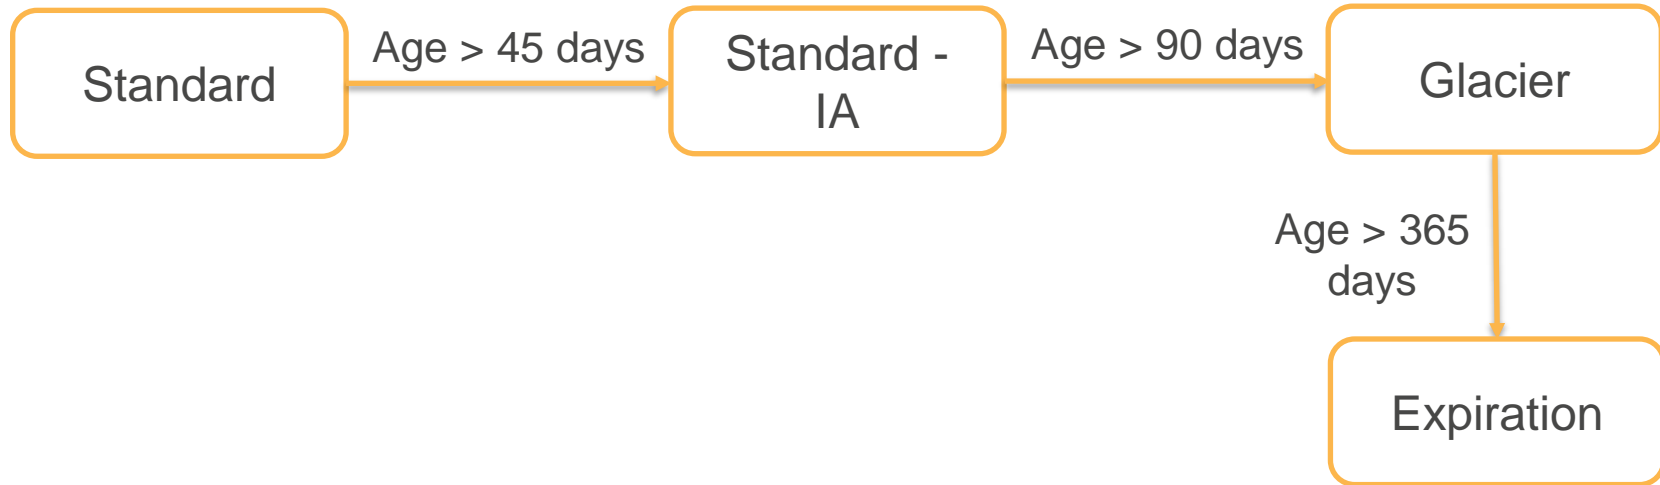 Standard
Age > 45 days
Standard -
IA
Age > 90 days
Glacier
Age > 365
days
Expiration